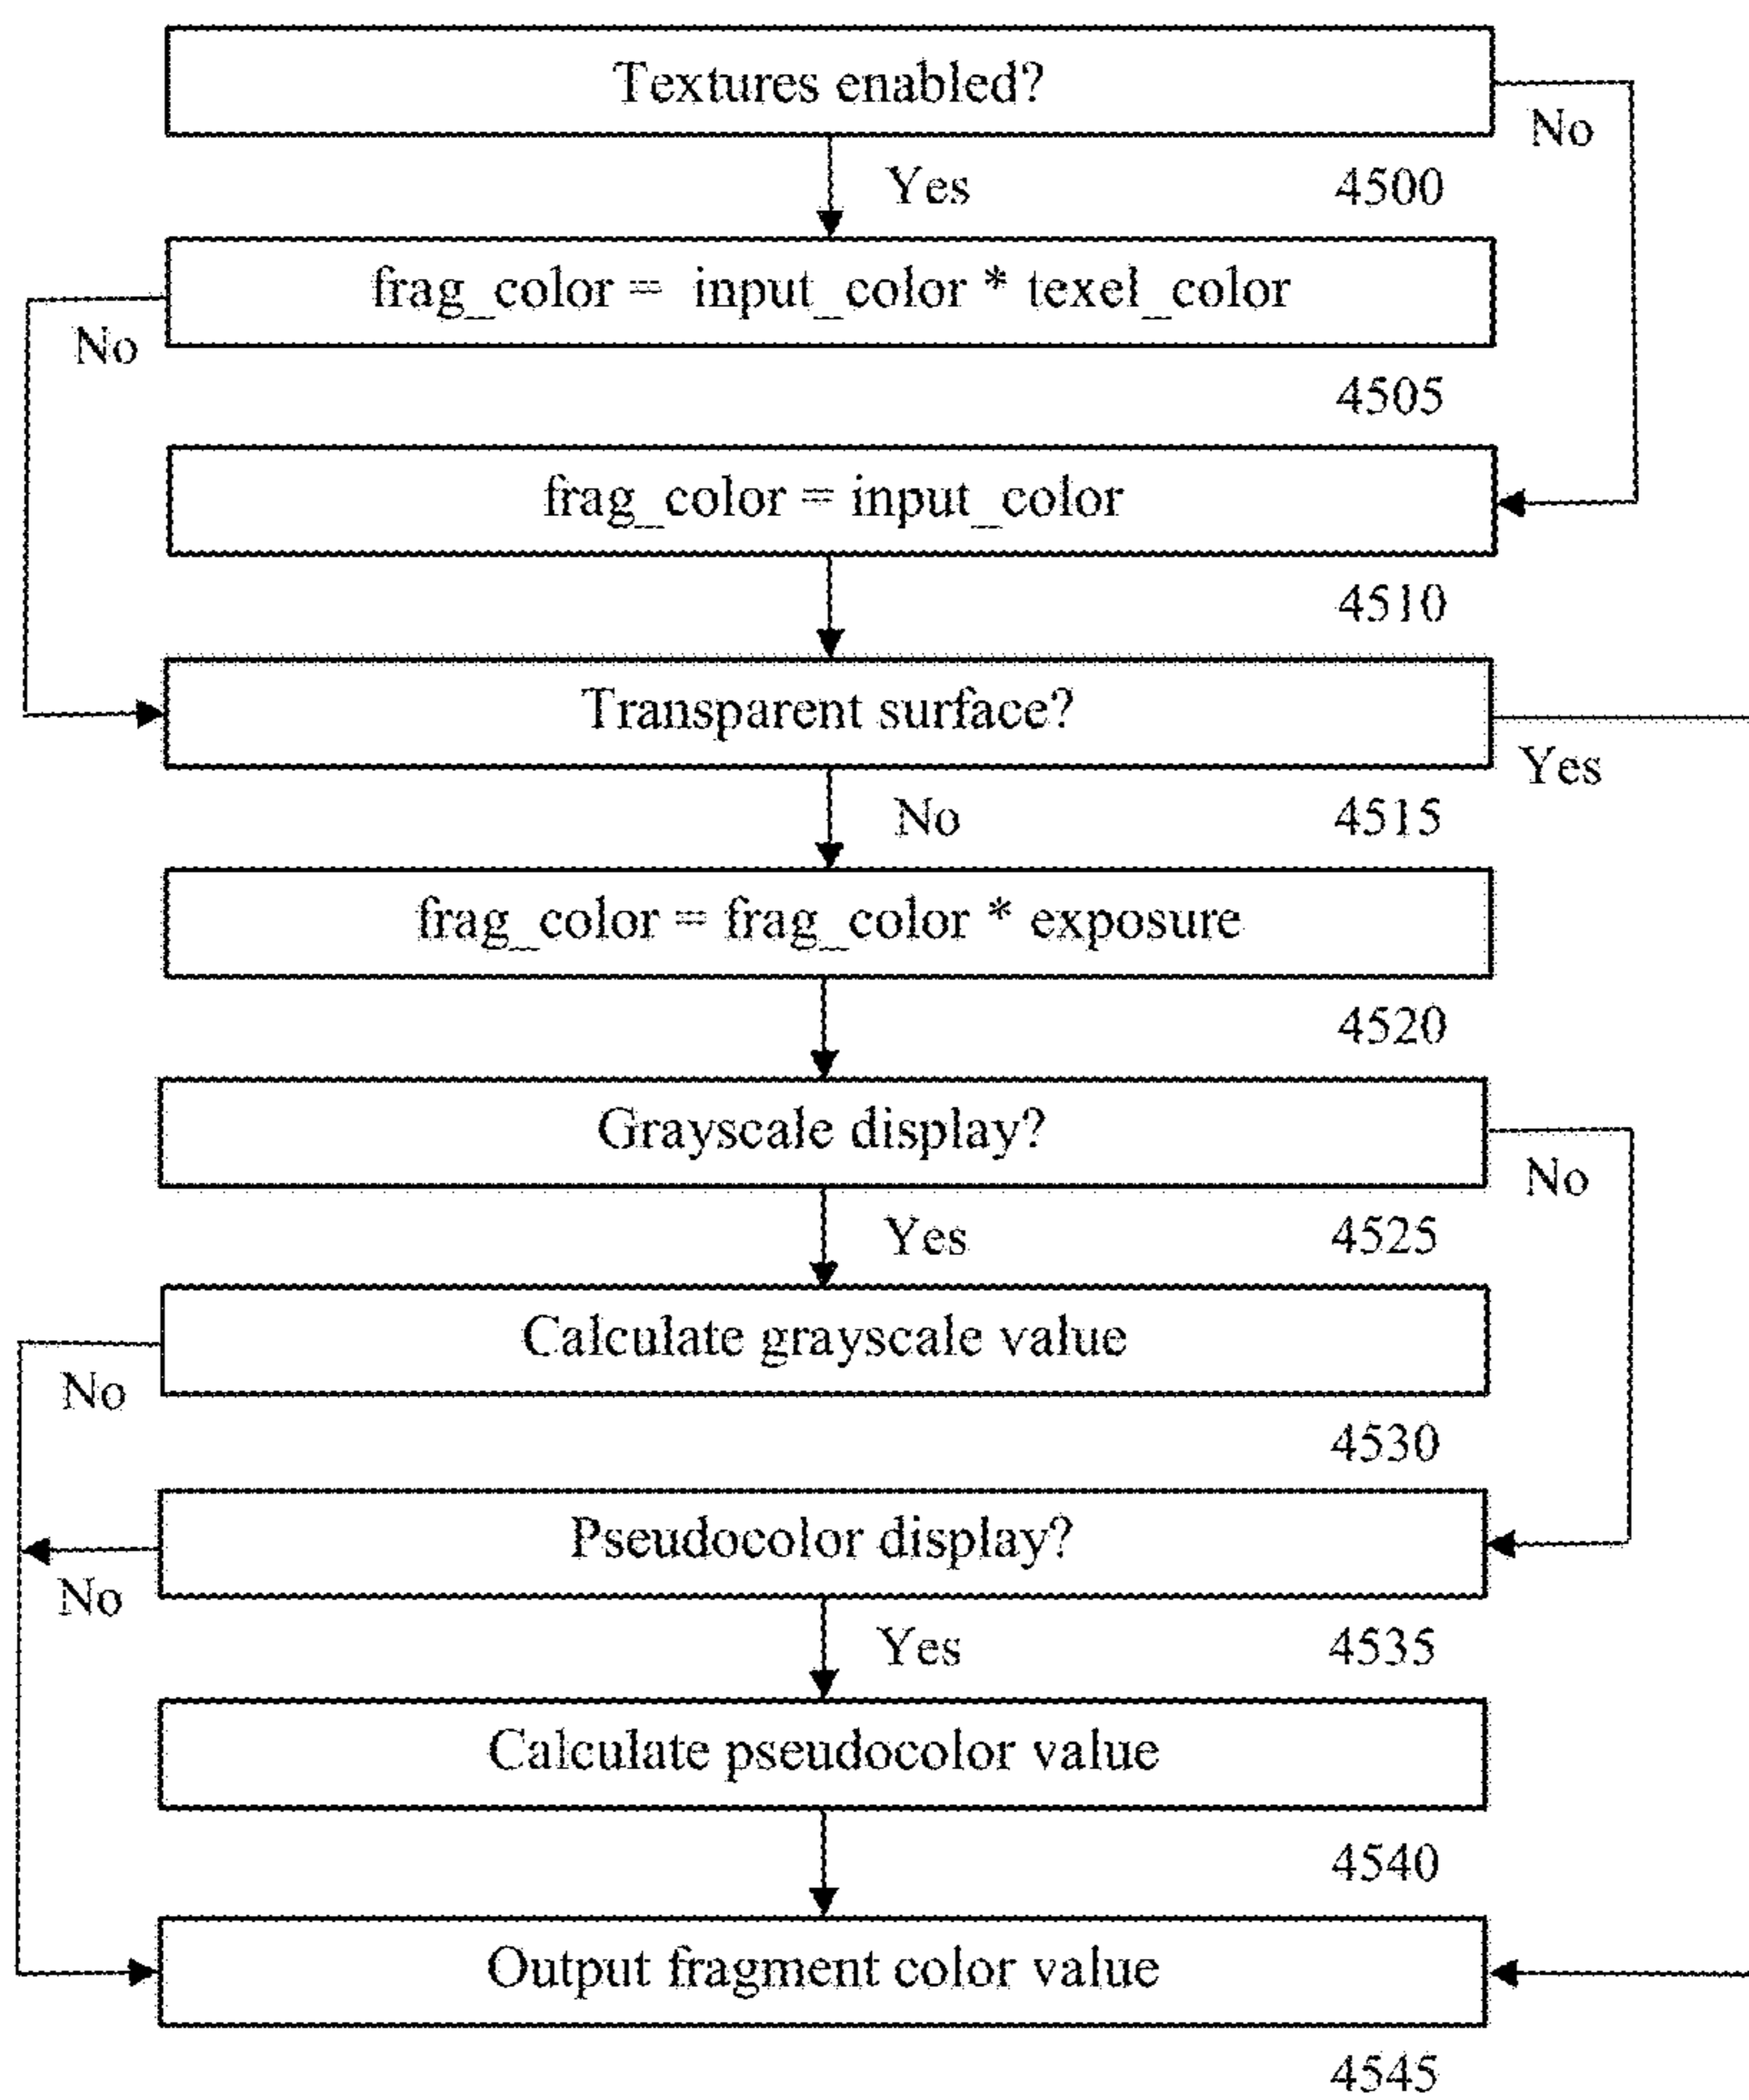 Textures enabled?
No
Yes
4500
frag_color = input_color * texel_color
No
4505
frag_color = input_color
4510
Transparent surface?
Yes
No
4515
frag_color = frag_color * exposure
4520
Grayscale display?
No
Yes
4525
Calculate grayscale value
No
4530
Pseudocolor display?
No
Yes
4535
Calculate pseudocolor value
4540
Output fragment color value
4545